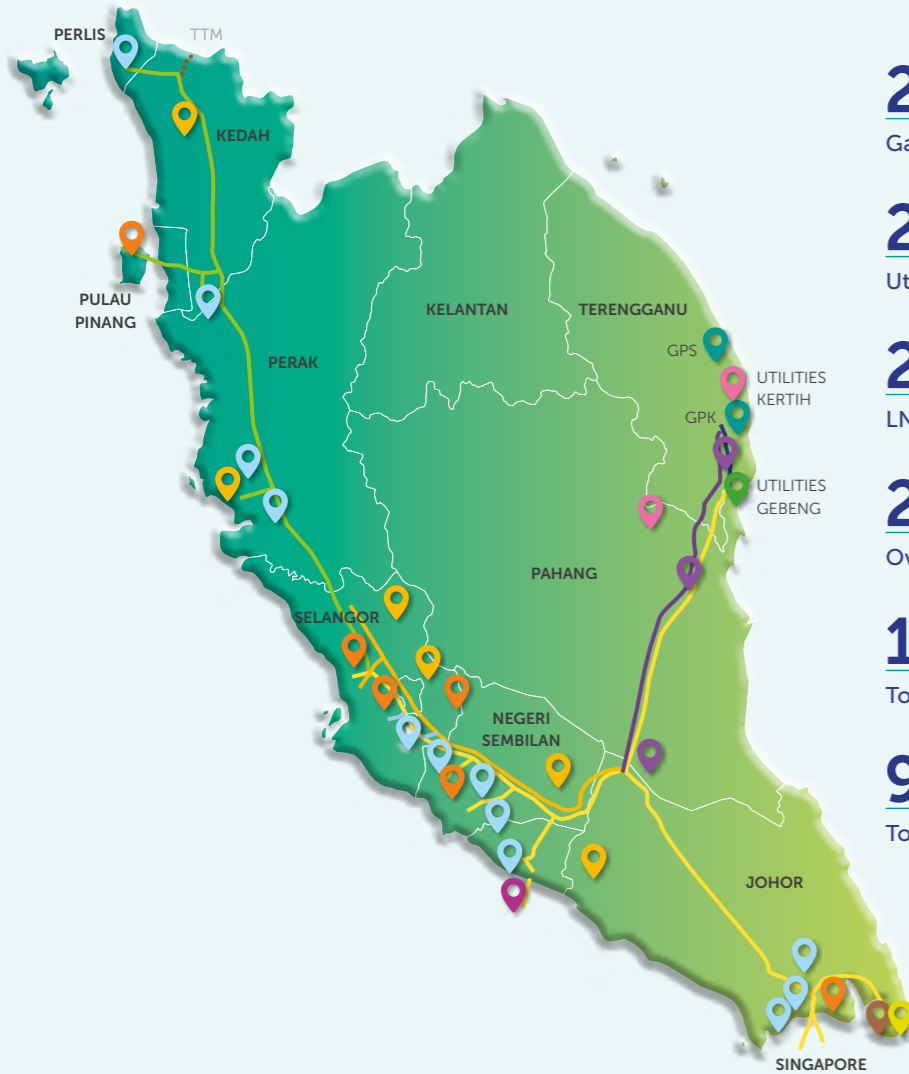 PERLIS
TTM
KEDAH
PULAU
PINANG
PERAK
KELANTAN
TERENGGANU
GPS
UTILITIES
KERTIH
GPK
UTILITIES
GEBENG
PAHANG
SELANGOR
NEGERI
SEMBILAN
JOHOR
SINGAPORE
2
Ga
2
Ut
2
LN
2
Ov
1
To
9
To